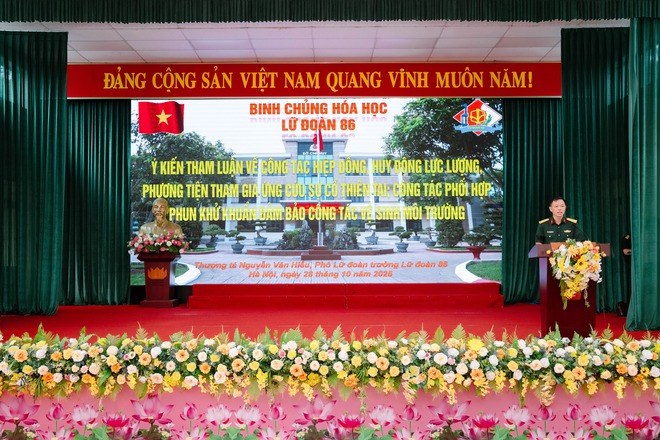 ĐẢNG CỘNG SẢN VIỆT NAM QUANG VINH MUÔN NĂM!
BINH CHỦNG HÓA HỌC
LỮ ĐOÀN 86
Ý KIẾN THAM LUẬN VỀ CÔNG TÁC HIỆP ĐỒNG, HUY ĐỘNG LỰC LƯỢNG,
PHƯƠNG TIỆN THAM GIA ỨNG CỨU SỰ CỐ THIÊN TAI; CÔNG TÁC PHỐI HỢP
PHUN KHỬ KHUẨN ĐẢM BẢO CÔNG TÁC VỆ SINH MÔI TRƯỜNG
Thượng tá Nguyễn Văn Hiếu, Phó Lữ đoàn trưởng Lữ đoàn 86
Hà Nội, ngày 28 tháng 10 năm 2025